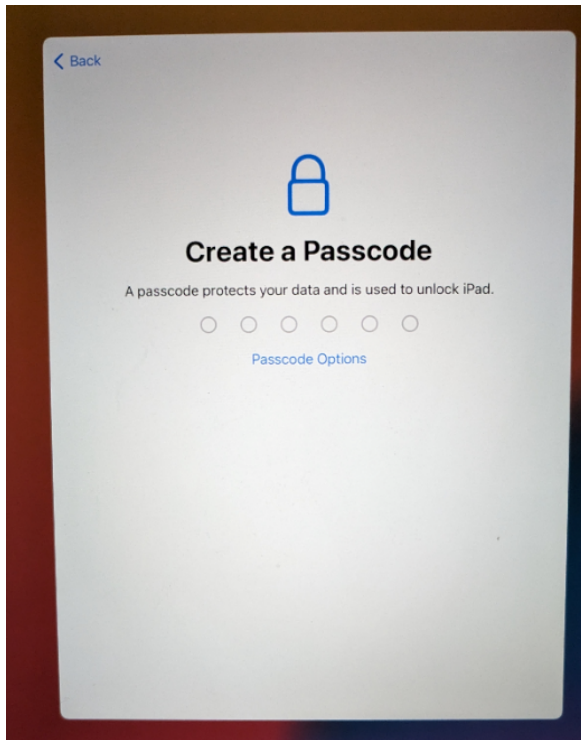 Back
Create a Passcode
A passcode protects your data and is used to unlock iPad.
Passcode Options